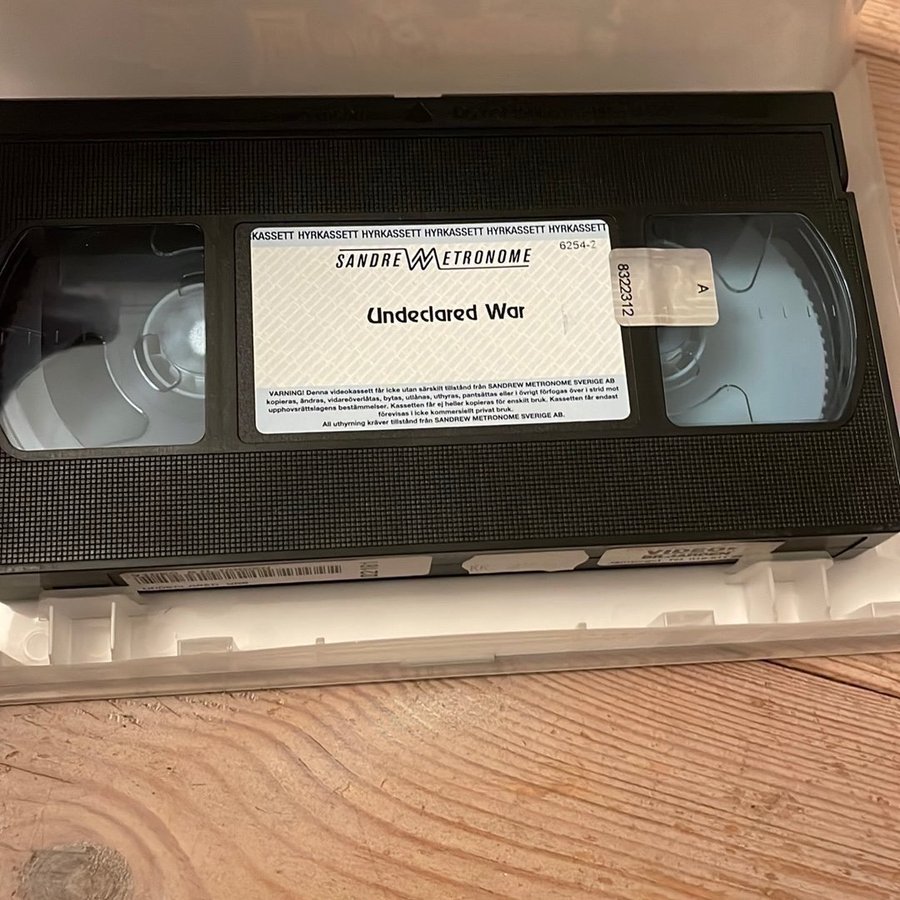 KASSETT HYRKASSETT HYRKASSETT HYRKASSETT HYRKASSETT HYRKASSETT
SANDREW METRONOME
6254-2
Undeclared War
A
8322312
VARNING! Denna videokassett får icke utan särskilt tillstånd från SANDREW METRONOME SVERIGE AB
kopieras, ändras, vidareöverlåtas, bytas, utlånas, uthyras, pantsättas eller i övrigt förfogas över i strid mot
upphovsrättslagens bestämmelser. Kassetten får ej heller kopieras för enskilt bruk. Kassetten får endast
förevisas i icke kommersiellt privat bruk.
All uthyrning kräver tillstånd från SANDREW METRONOME SVERIGE AB.
UNDECLARED WAR
KK